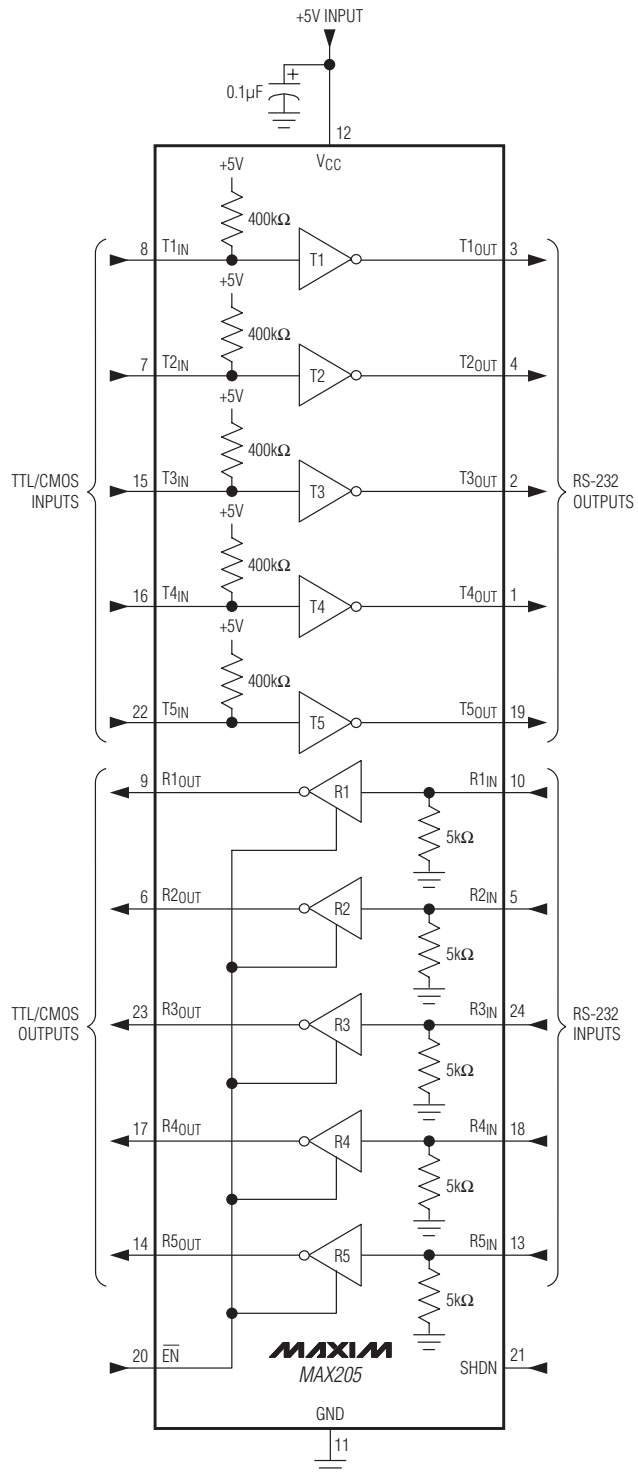 +5V INPUT
0.1µF
+
12
VCC
+5V
400kΩ
8 T1IN T1 T1OUT 3
+5V
400kΩ
7 T2IN T2 T2OUT 4
+5V
400kΩ
TTL/CMOS
INPUTS
15 T3IN T3 T3OUT 2
RS-232
OUTPUTS
+5V
400kΩ
16 T4IN T4 T4OUT 1
+5V
400kΩ
22 T5IN T5 T5OUT 19
9 R1OUT R1 R1IN 10
5kΩ
6 R2OUT R2 R2IN 5
5kΩ
TTL/CMOS
OUTPUTS
23 R3OUT R3 R3IN 24
RS-232
INPUTS
5kΩ
17 R4OUT R4 R4IN 18
5kΩ
14 R5OUT R5 R5IN 13
5kΩ
20 EN
MAXIM
MAX205
SHDN 21
GND
11